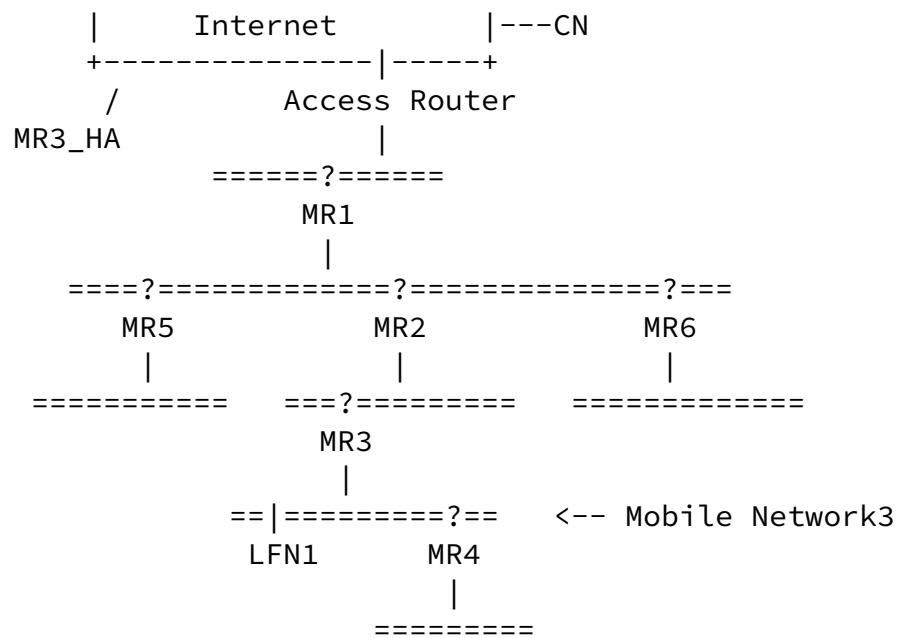 |      Internet        |---CN
+---------------|-----+
/         Access Router
MR3_HA              |
======?======
MR1
|
====?=============?==============?===
MR5           MR2            MR6
|             |              |
===========   ===?=========   =============
MR3
|
==|=========?==   <-- Mobile Network3
LFN1      MR4
|
=========